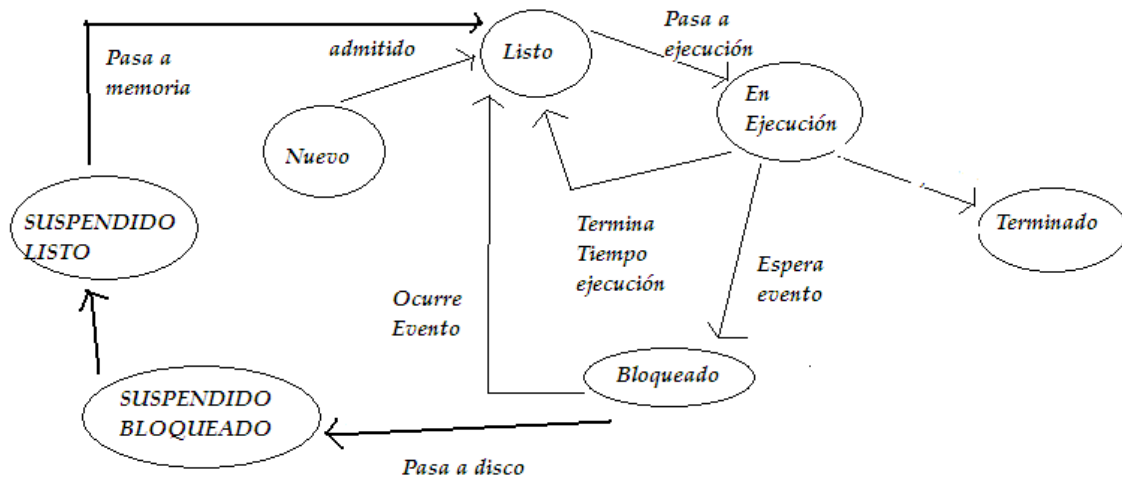 Pasa a
memoria
admitido
Listo
Pasa a
ejecución
En
Ejecución
Nuevo
SUSPENDIDO
LISTO
Termina
Tiempo
ejecución
Terminado
Espera
evento
Ocurre
Evento
Bloqueado
SUSPENDIDO
BLOQUEADO
Pasa a disco